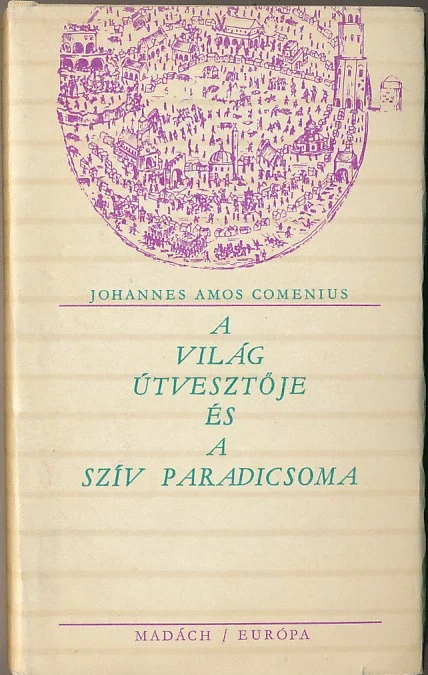 JOHANNES AMOS COMENIUS
A
VILÁG
ÚTVESZTŐJE
ÉS
A
SZÍV PARADICSOMA
MADÁCH / EURÓPA